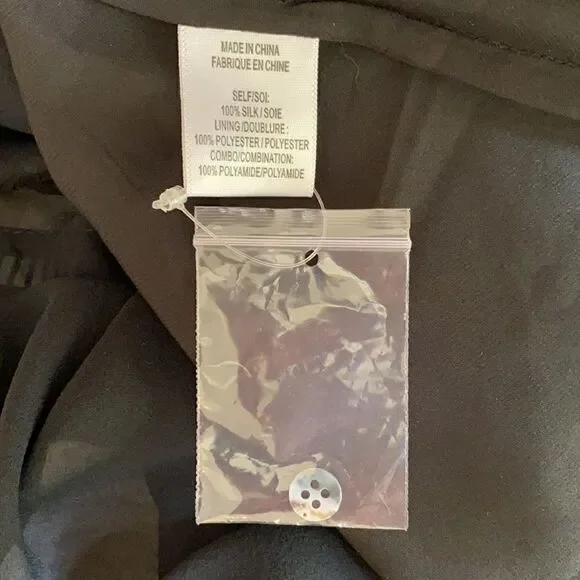 MADE IN CHINA
FABRIQUE EN CHINE
SELF/SOI:
100% SILK / SOIE
LINING /DOUBLURE :
100% POLYESTER / POLYESTER
COMBO/COMBINATION:
100% POLYAMIDE/POLYAMIDE